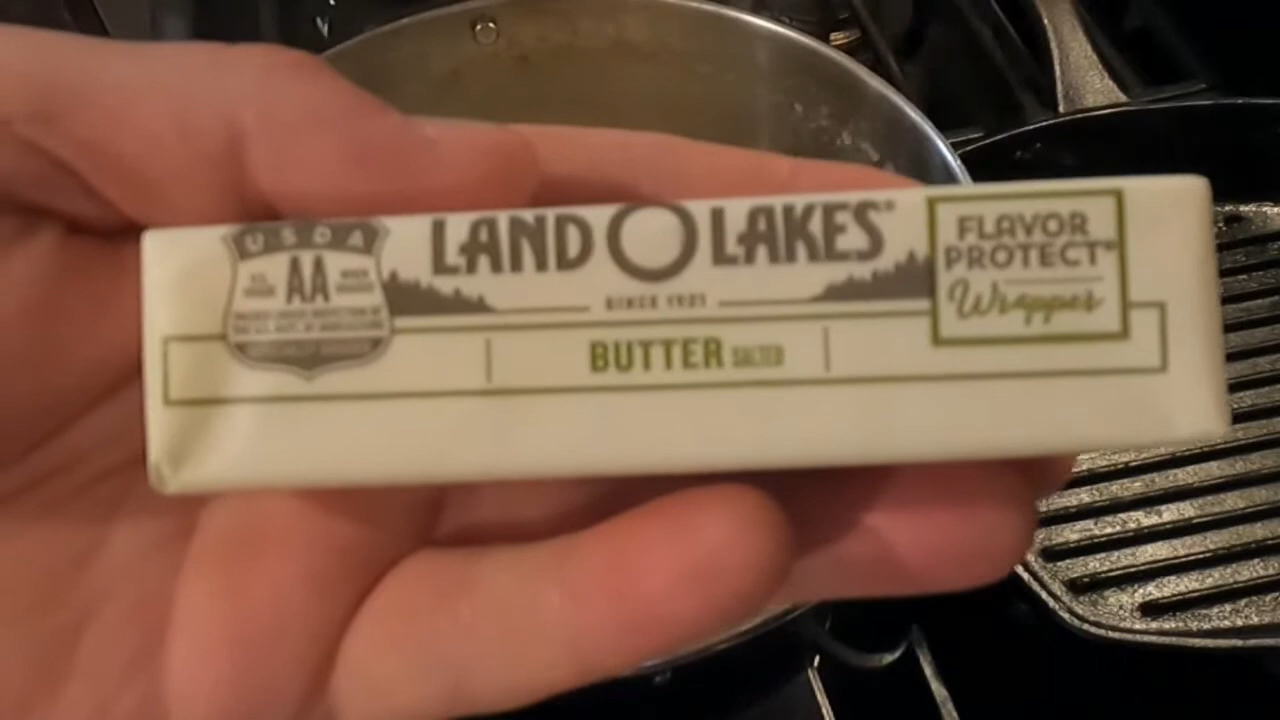 USDA
AA
LAND O LAKES®
SINCE 1921
FLAVOR
PROTECT®
Wrapper
BUTTER SALTED